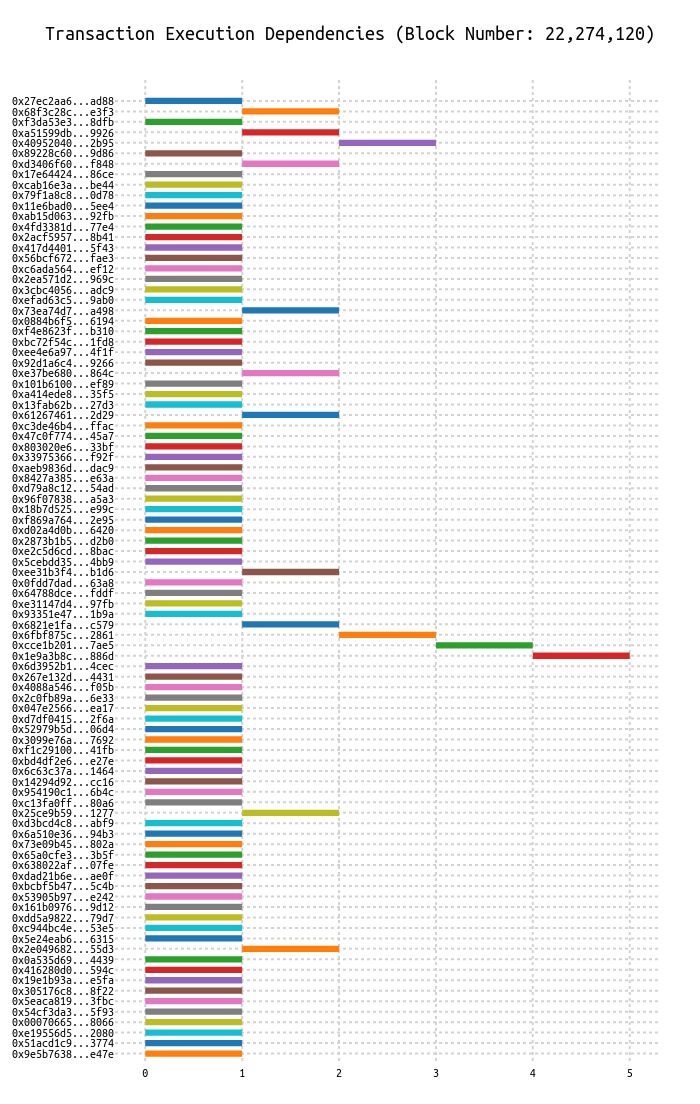 Transaction Execution Dependencies (Block Number: 22,274,120)
0x27ec2aa6...ad88
0x68f3c28c...e3f3
0xf3da53e3...8dfb
0xa51599db...9926
0x40952040...2b95
0x89228c60...9d86
0xd3406f60...f848
0x17e64424...86ce
0xcab16e3a...be44
0x79f1a8c8...0d78
0x11e6bad0...5ee4
0xab15d063...92fb
0x4fd3381d...77e4
0x2acf5957...8b41
0x417d4401...5f43
0x56bcf672...fae3
0xc6ada564...ef12
0x2ea571d2...969c
0x3cbc4056...adc9
0xefad63c5...9ab0
0x73ea74d7...a498
0x0884b6f5...6194
0xf4e8623f...b310
0xbc72f54c...1fd8
0xee4e6a97...4f1f
0x92d1a6c4...9266
0xe37be680...864c
0x101b6100...ef89
0xa414ede8...35f5
0x13fab62b...27d3
0x61267461...2d29
0xc3de46b4...ffac
0x47c0f774...45a7
0x803020e6...33bf
0x33975366...f92f
0xaeb9836d...dac9
0x8427a385...e63a
0xd79a8c12...54ad
0x96f07838...a5a3
0x18b7d525...e99c
0xf869a764...2e95
0xd02a4d0b...6420
0x2873b1b5...d2b0
0xe2c5d6cd...8bac
0x5cebdd35...4bb9
0xee31b3f4...b1d6
0x0fdd7dad...63a8
0x64788dce...fddf
0xe31147d4...97fb
0x93351e47...1b9a
0x6821e1fa...c579
0x6fbf875c...2861
0xcce1b201...7ae5
0x1e9a3b8c...886d
0x6d3952b1...4cec
0x267e132d...4431
0x4088a546...f05b
0x2c0fb89a...6e33
0x047e2566...ea17
0xd7df0415...2f6a
0x52979b5d...06d4
0x3099e76a...7692
0xf1c29100...41fb
0xbd4df2e6...e27e
0x6c63c37a...1464
0x14294d92...cc16
0x954190c1...6b4c
0xc13fa0ff...80a6
0x25ce9b59...1277
0xd3bcd4c8...abf9
0x6a510e36...94b3
0x73e09b45...802a
0x65a0cfe3...3b5f
0x638022af...07fe
0xdad21b6e...ae0f
0xbcbf5b47...5c4b
0x53905b97...e242
0x161b0976...9d12
0xdd5a9822...79d7
0xc944bc4e...53e5
0x5e24eab6...6315
0x2e049682...55d3
0x0a535d69...4439
0x416280d0...594c
0x19e1b93a...e5fa
0x305176c8...8f22
0x5eaca819...3fbc
0x54cf3da3...5f93
0x00070665...8066
0xe19556d5...2080
0x51acd1c9...3774
0x9e5b7638...e47e
0 1 2 3 4 5